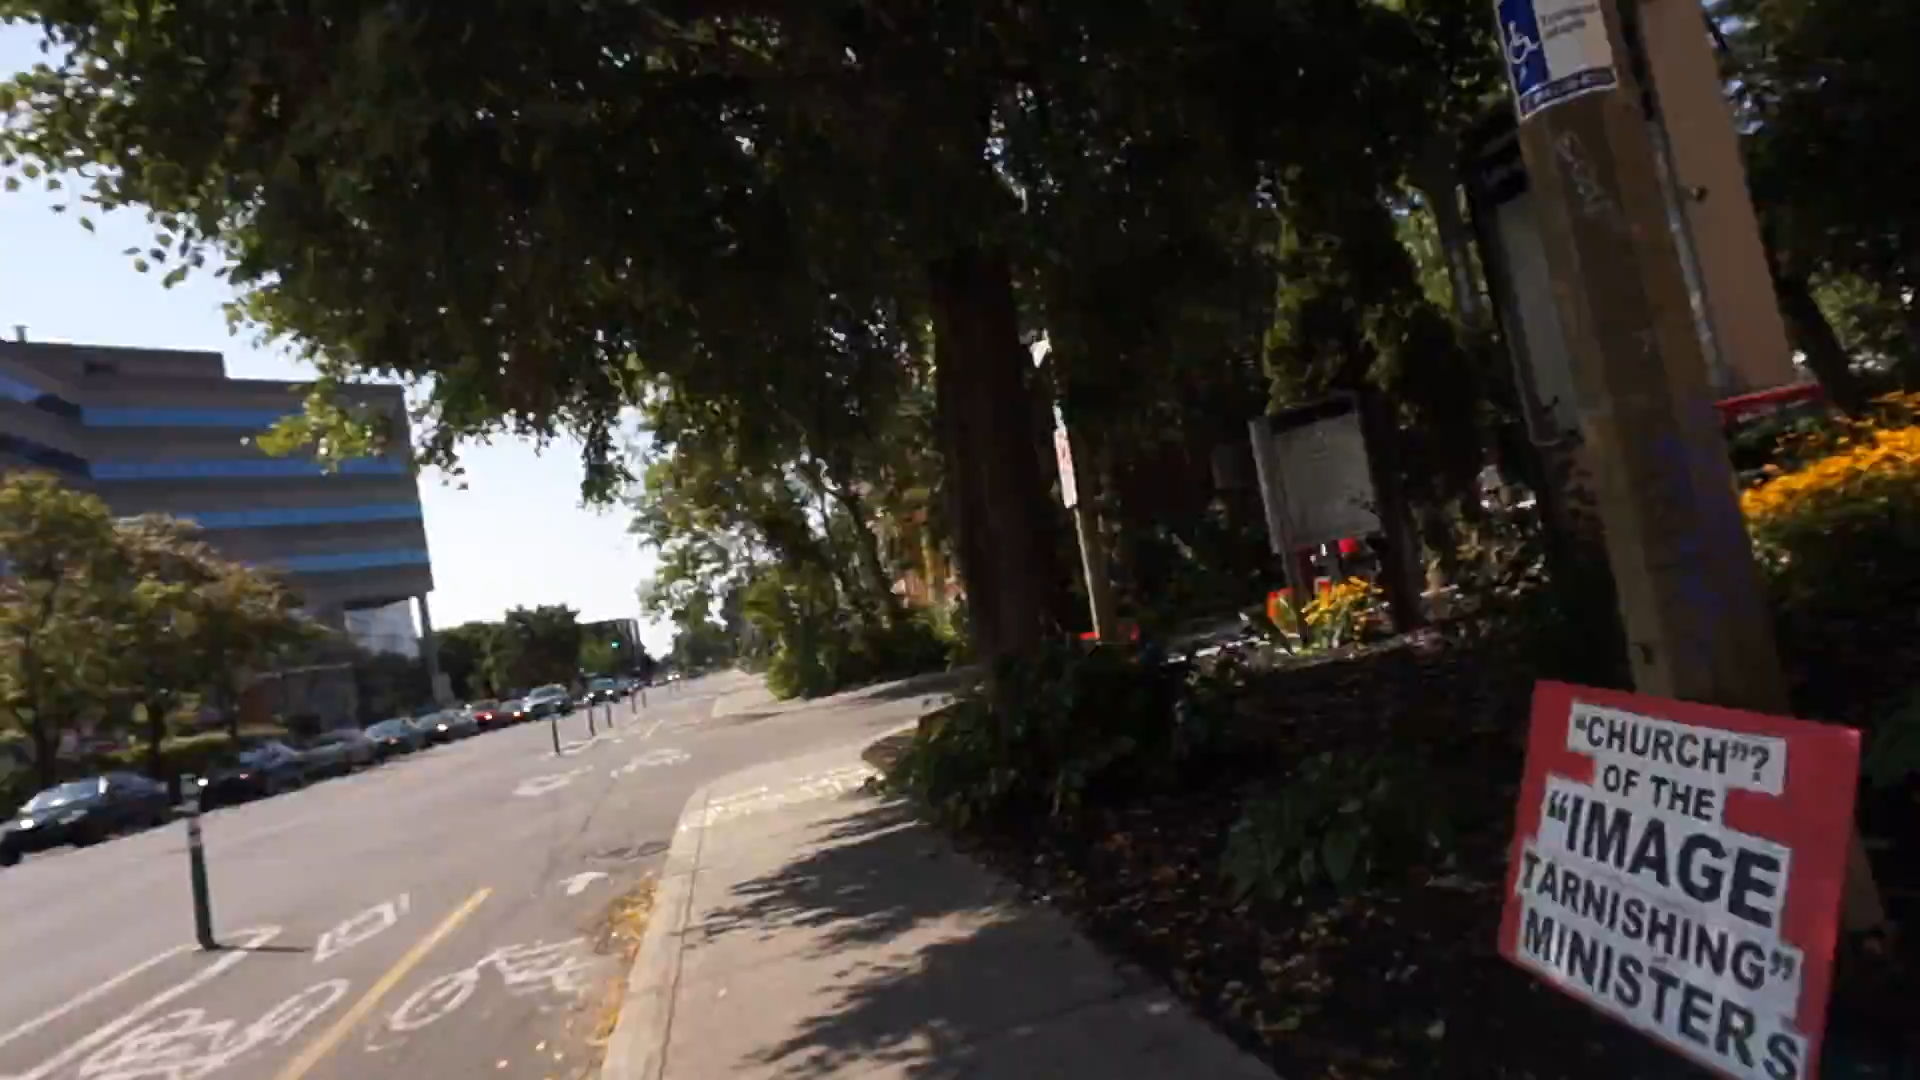 "CHURCH"?
OF THE
"IMAGE
TARNISHING"
MINISTERS